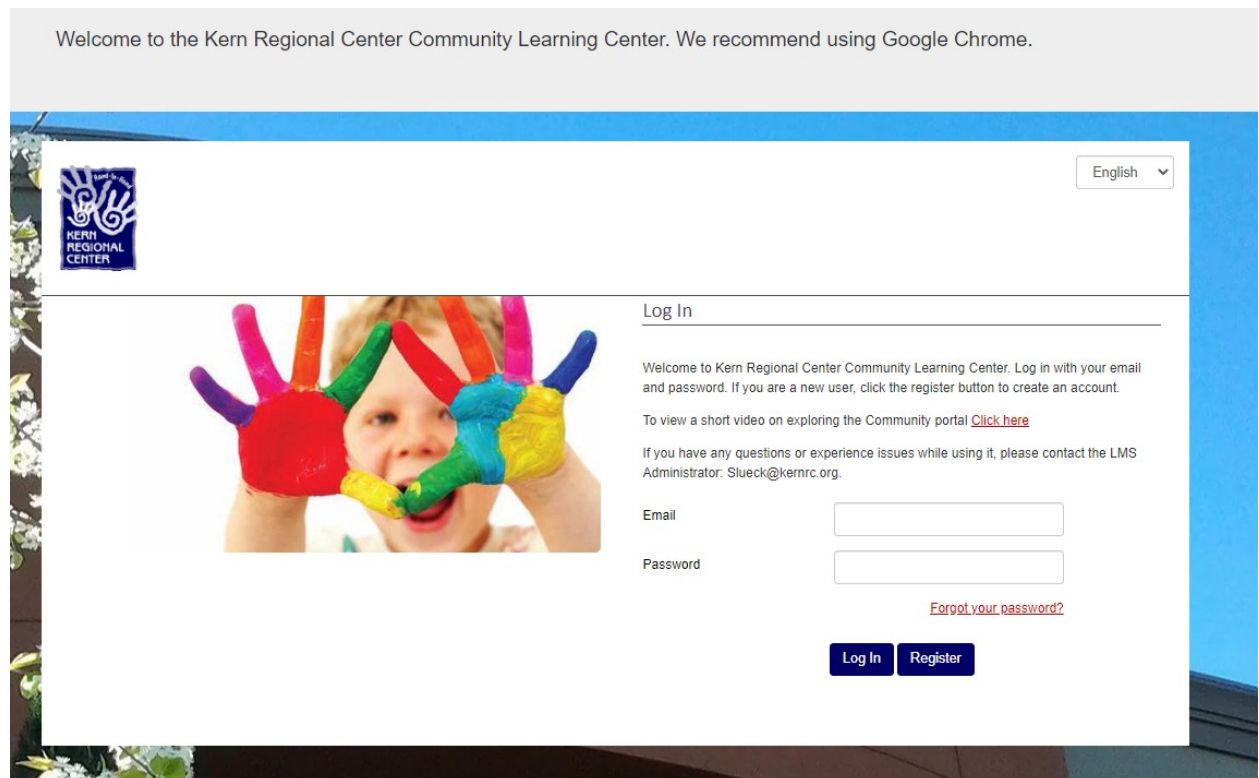 Welcome to the Kern Regional Center Community Learning Center. We recommend using Google Chrome.
Hand-in-Hand
KERN
REGIONAL
CENTER
English
Log In
Welcome to Kern Regional Center Community Learning Center. Log in with your email
and password. If you are a new user, click the register button to create an account.
To view a short video on exploring the Community portal Click here
If you have any questions or experience issues while using it, please contact the LMS
Administrator: Slueck@kernrc.org.
Email
Password
Forgot your password?
Log In
Register